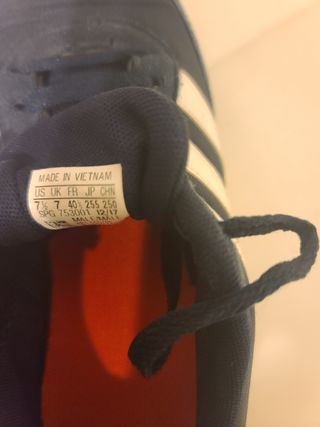 MADE IN VIETNAM
US UK FR JP CHN
7½ 7 40⅔ 255 250
SPG 753001 12/17